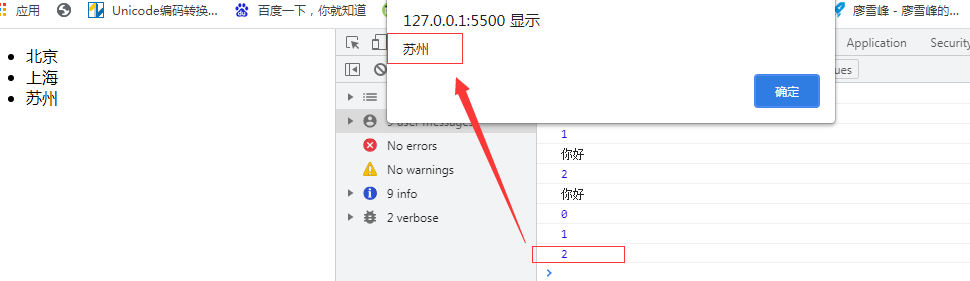 应用
Unicode编码转换...
百度一下，你就知道
廖雪峰 - 廖雪峰的...
127.0.0.1:5500 显示
苏州
确定
北京
上海
苏州
Application
Security
ues
No errors
No warnings
9 info
2 verbose
1
你好
2
你好
0
1
2